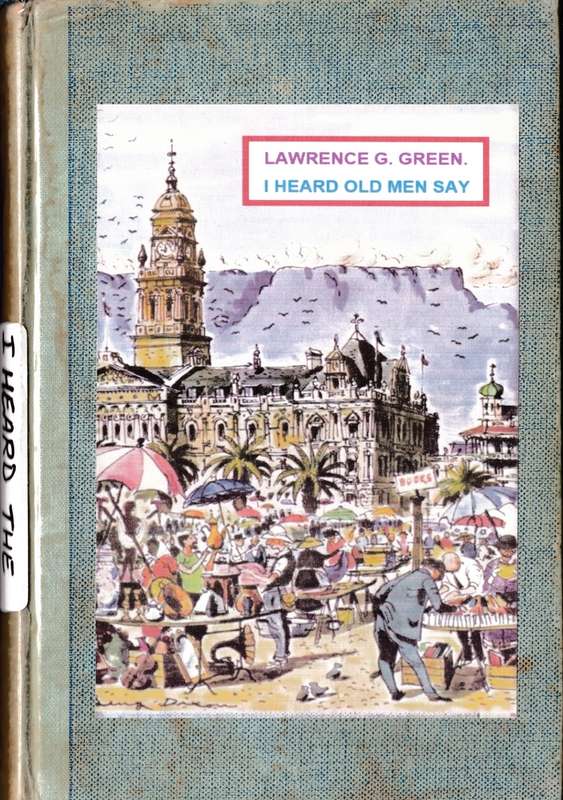 LAWRENCE G. GREEN.
I HEARD OLD MEN SAY
BOOKS
I HEARD THE